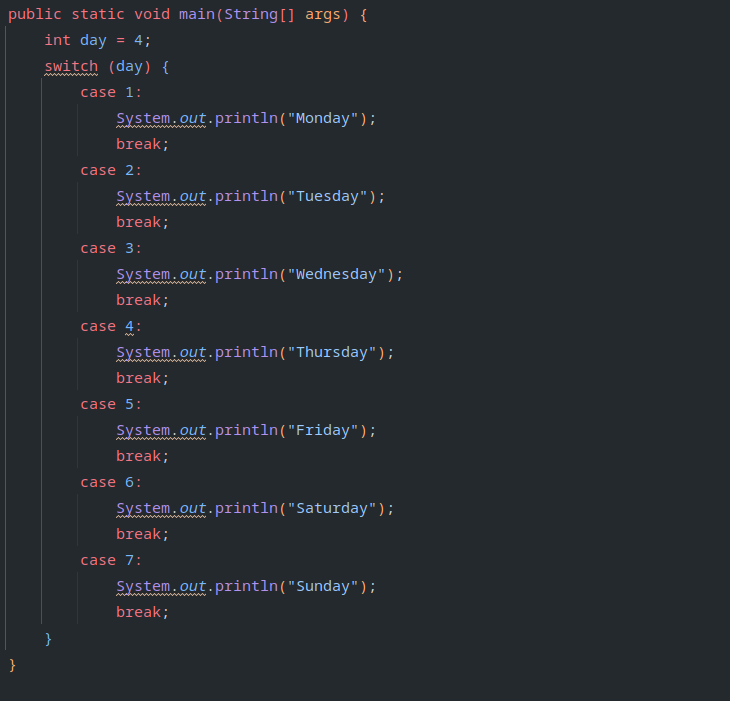 public static void main(String[] args) {
    int day = 4;
    switch (day) {
        case 1:
            System.out.println("Monday");
            break;
        case 2:
            System.out.println("Tuesday");
            break;
        case 3:
            System.out.println("Wednesday");
            break;
        case 4:
            System.out.println("Thursday");
            break;
        case 5:
            System.out.println("Friday");
            break;
        case 6:
            System.out.println("Saturday");
            break;
        case 7:
            System.out.println("Sunday");
            break;
    }
}